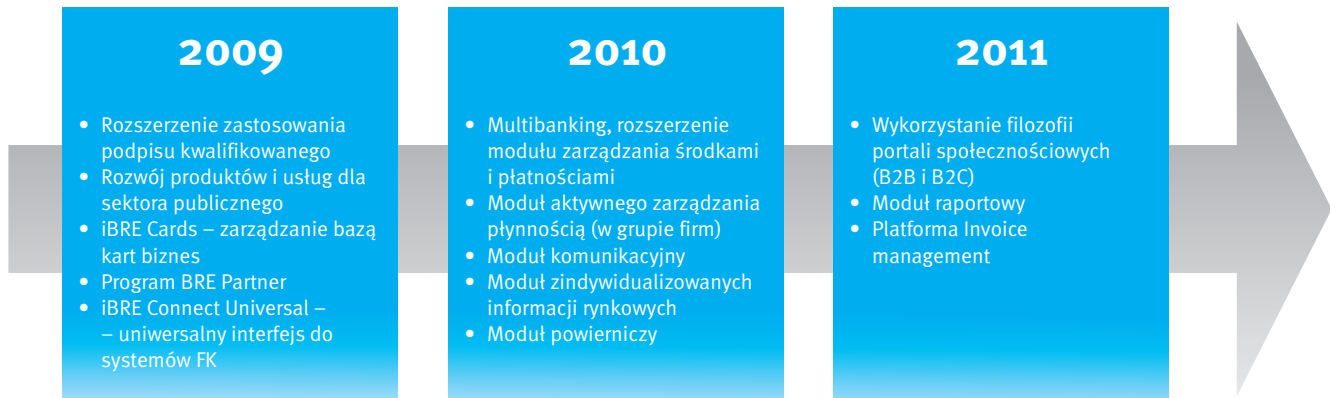 2009
• Rozszerzenie zastosowania
podpisu kwalifikowanego
• Rozwój produktów i usług dla
sektora publicznego
• iBRE Cards – zarządzanie bazą
kart biznes
• Program BRE Partner
• iBRE Connect Universal –
– uniwersalny interfejs do
systemów FK
2010
• Multibanking, rozszerzenie
modułu zarządzania środkami
i płatnościami
• Moduł aktywnego zarządzania
płynnością (w grupie firm)
• Moduł komunikacyjny
• Moduł zindywidualizowanych
informacji rynkowych
• Moduł powierniczy
2011
• Wykorzystanie filozofii
portali społecznościowych
(B2B i B2C)
• Moduł raportowy
• Platforma Invoice
management